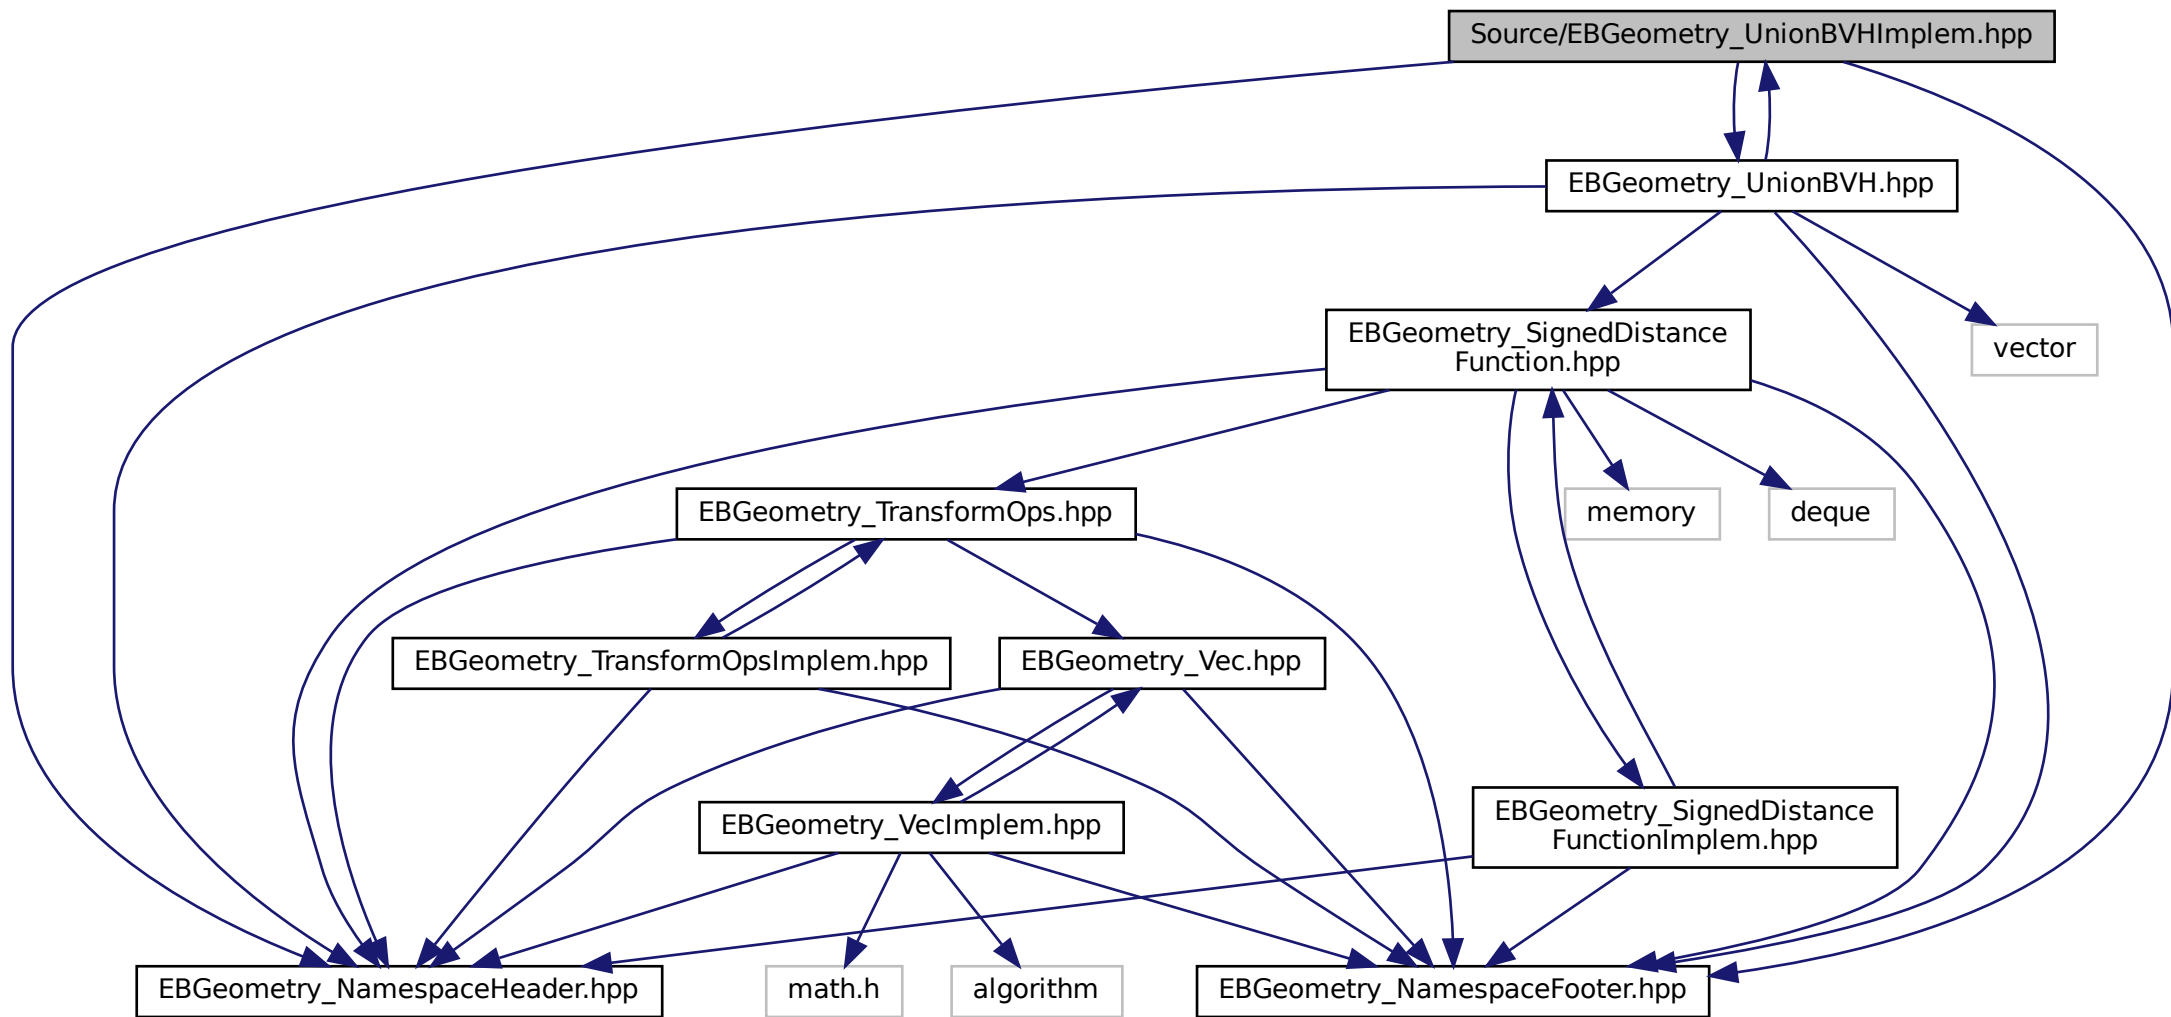 Source/EBGeometry_UnionBVHImplem.hpp
EBGeometry_UnionBVH.hpp
EBGeometry_SignedDistance
Function.hpp
vector
EBGeometry_TransformOps.hpp
memory
deque
EBGeometry_TransformOpsImplem.hpp
EBGeometry_Vec.hpp
EBGeometry_VecImplem.hpp
EBGeometry_SignedDistance
FunctionImplem.hpp
EBGeometry_NamespaceHeader.hpp
math.h
algorithm
EBGeometry_NamespaceFooter.hpp